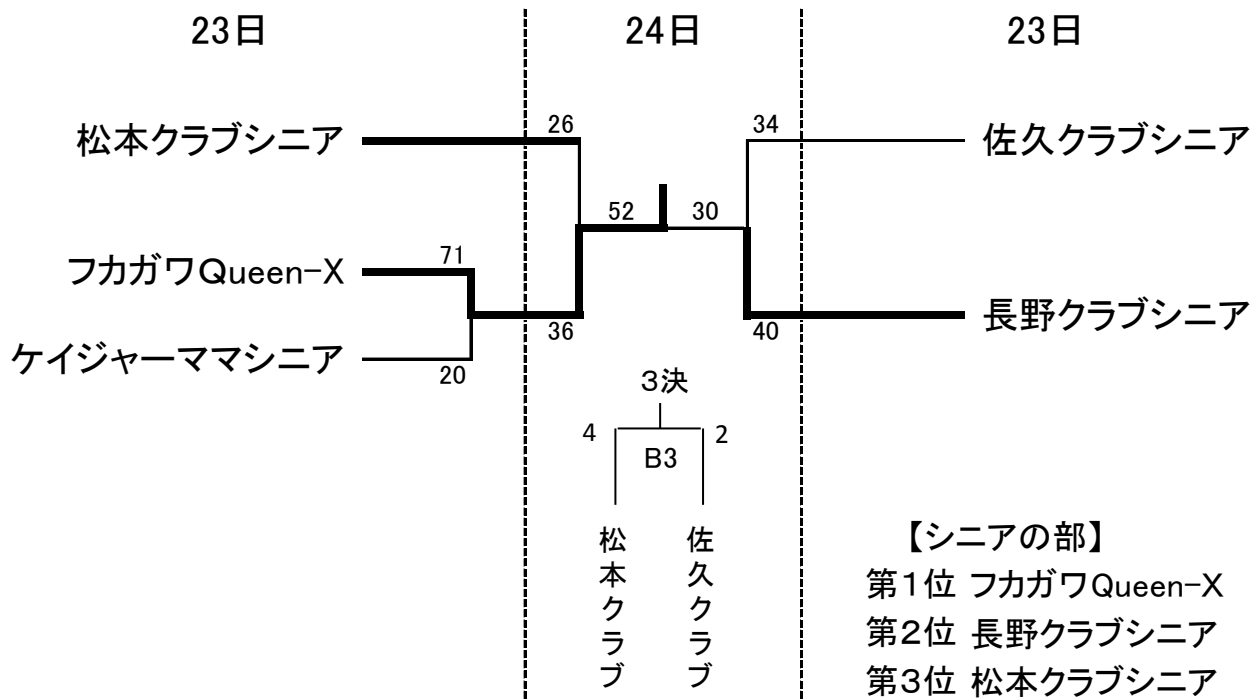 23日
24日
23日
松本クラブシニア
26
34
佐久クラブシニア
52
30
フカガワQueen-X
71
36
40
長野クラブシニア
ケイジャーママシニア
20
3決
4
2
B3
松本クラブ
佐久クラブ
【シニアの部】
第1位 フカガワQueen-X
第2位 長野クラブシニア
第3位 松本クラブシニア